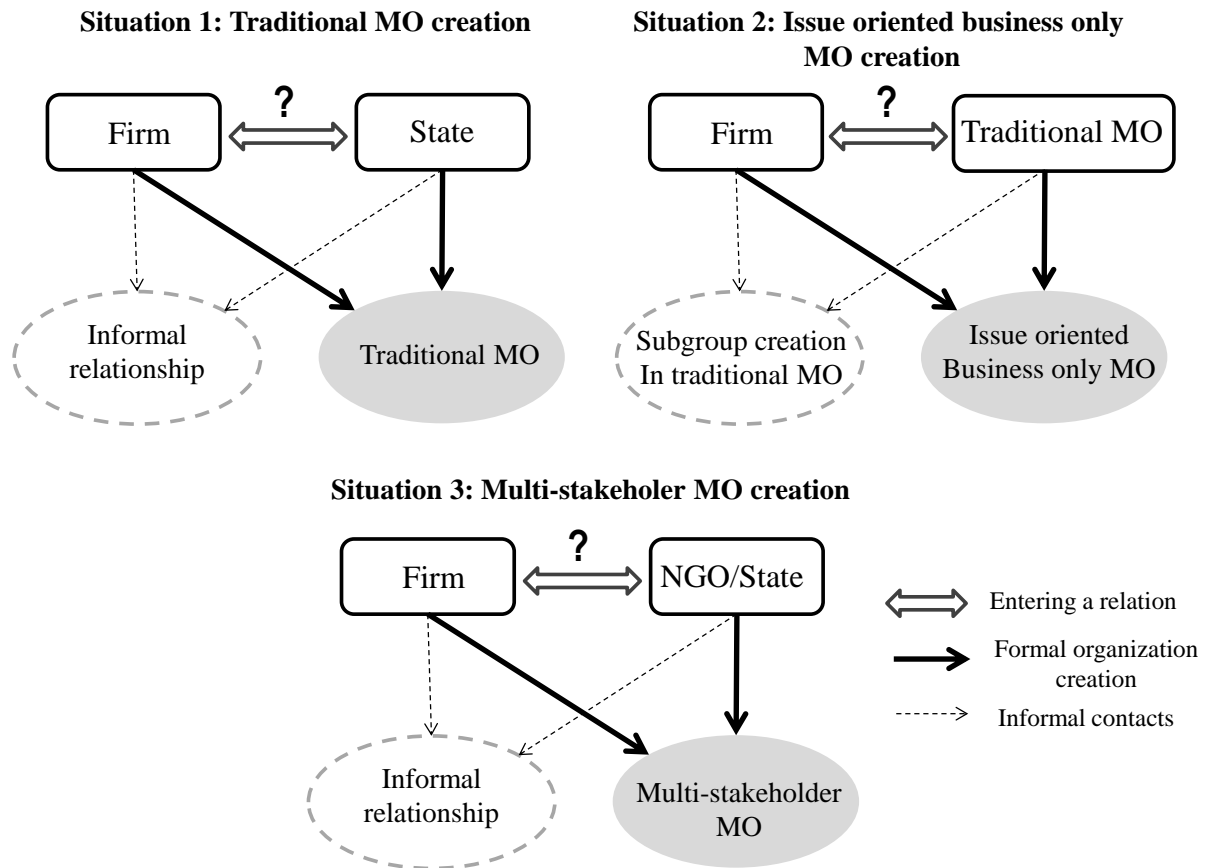 Situation 1: Traditional MO creation
?
Firm
State
Informal
relationship
Traditional MO
Situation 2: Issue oriented business only
MO creation
?
Firm
Traditional MO
Subgroup creation
In traditional MO
Issue oriented
Business only MO
Situation 3: Multi-stakeholer MO creation
?
Firm
NGO/State
Informal
relationship
Multi-stakeholder
MO
Entering a relation
Formal organization
creation
Informal contacts